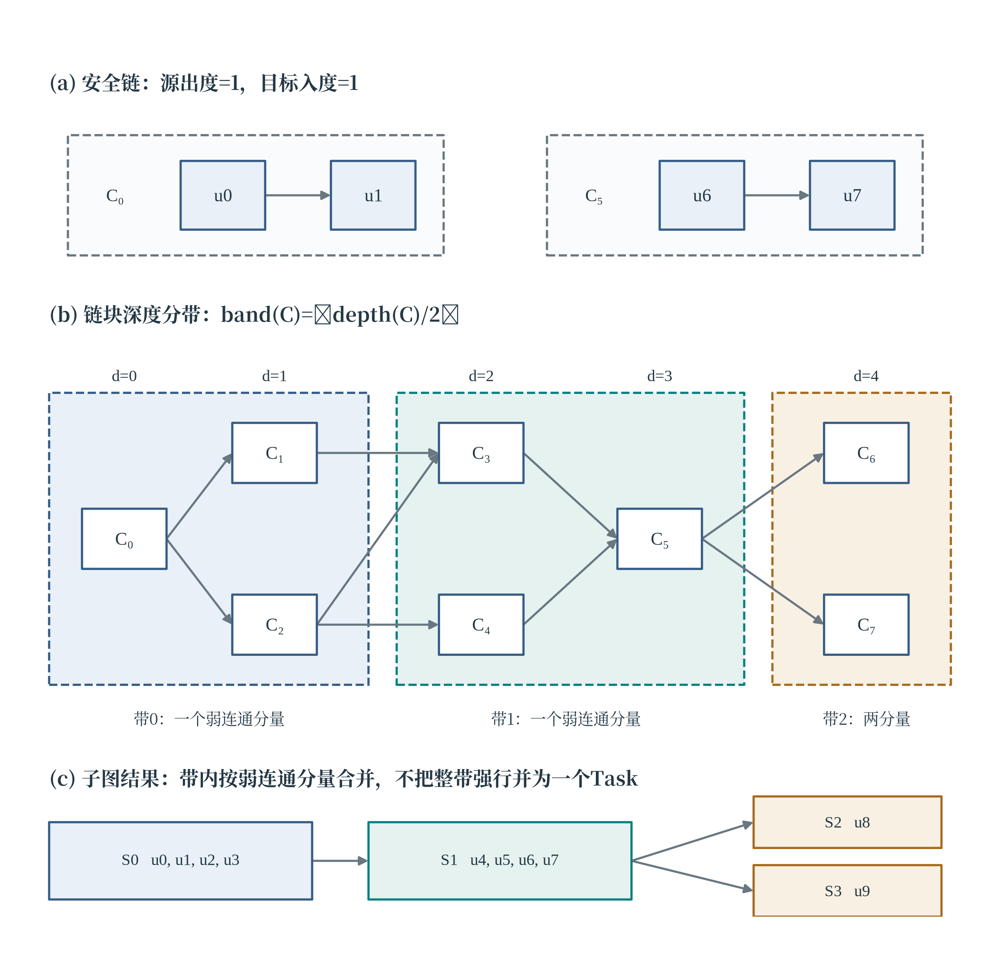 (a) 安全链：源出度=1，目标入度=1
C0 u0 u1
C5 u6 u7
(b) 链块深度分带：band(C)=depth(C)/2
d=0 d=1 d=2 d=3 d=4
C1 C3 C6
C0 C5
C2 C4 C7
带0：一个弱连通分量 带1：一个弱连通分量 带2：两分量
(c) 子图结果：带内按弱连通分量合并，不把整带强行并为一个Task
S2 u8
S0 u0, u1, u2, u3
S1 u4, u5, u6, u7
S3 u9